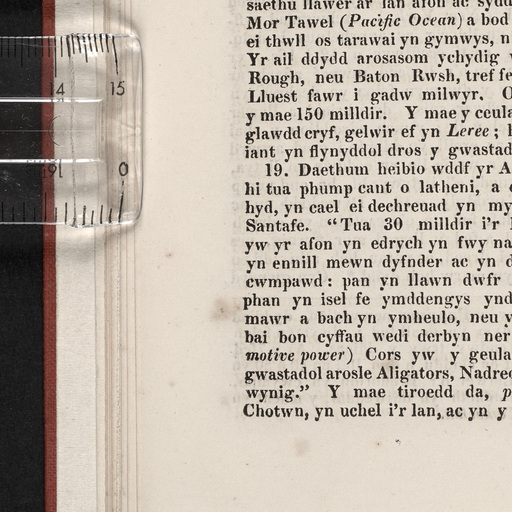 saethu llawer ar lan afon ac sydd
Mor Tawel (Pacific Ocean) a bod
ei thwll os tarawai yn gymwys, n
Yr ail ddydd arosasom ychydig
Rough, neu Baton Rwsh, tref fe
Lluest fawr i gadw milwyr. O
y mae 150 milldir. Y mae y ccula
glawdd cryf, gelwir ef yn Leree; h
iant yn flynyddol dros y gwastad
19. Daethum heibio wddf yr A
hi tua phump cant o latheni, a
hyd, yn cael ei dechreuad yn my
Santafe. "Tua 30 milldir i'r
yw yr afon yn edrych yn fwy na
yn ennill mewn dyfnder ac yn d
cwmpawd: pan yn llawn dwfr
phan yn isel fe ymddengys ynd
mawr a bach yn ymheulo, neu y
bai bon cyffau wedi derbyn ner
motive power) Cors yw y geula
gwastadol arosle Aligators, Nadred
wynig." Y mae tiroedd da, p
Chotwn, yn uchel i'r lan, ac yn y
14 15
16 0